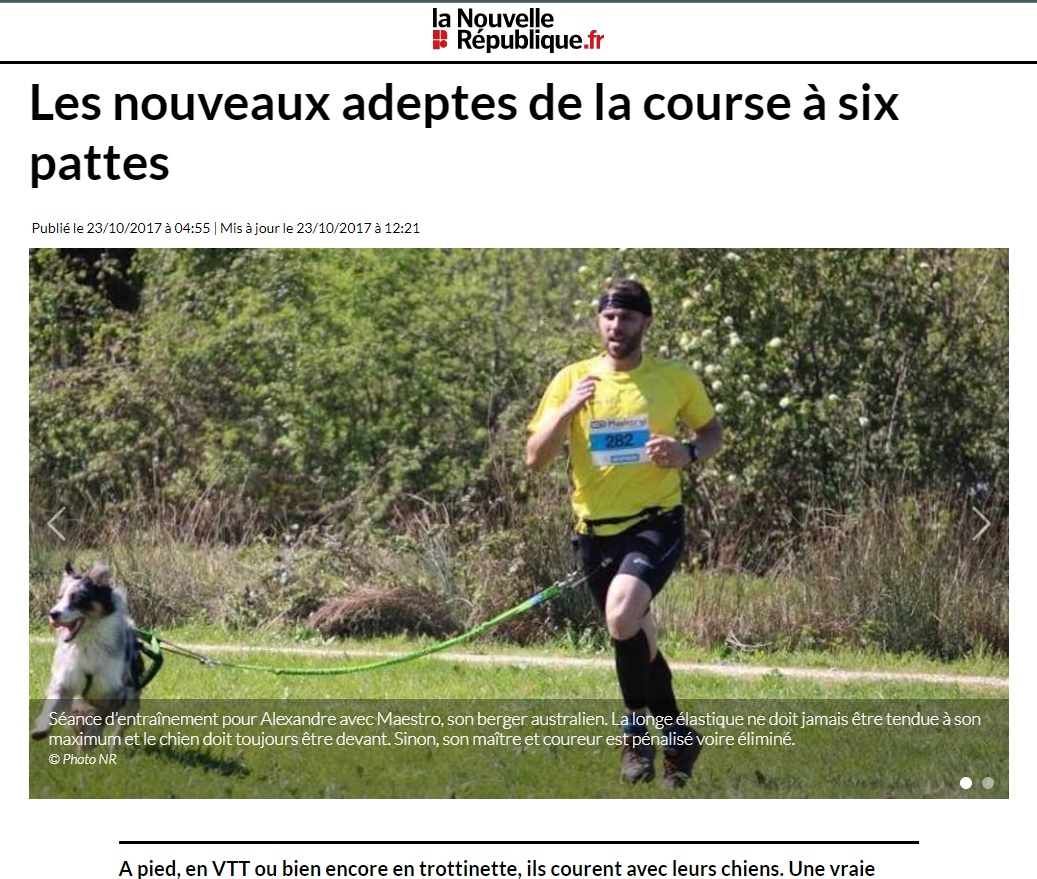 la Nouvelle
République.fr
Les nouveaux adeptes de la course à six
pattes
Publié le 23/10/2017 à 04:55 | Mis à jour le 23/10/2017 à 12:21
282
Séance d'entraînement pour Alexandre avec Maestro, son berger australien. La longe élastique ne doit jamais être tendue à son
maximum et le chien doit toujours être devant. Sinon, son maître et coureur est pénalisé voire éliminé.
© Photo NR
A pied, en VTT ou bien encore en trottinette, ils courent avec leurs chiens. Une vraie